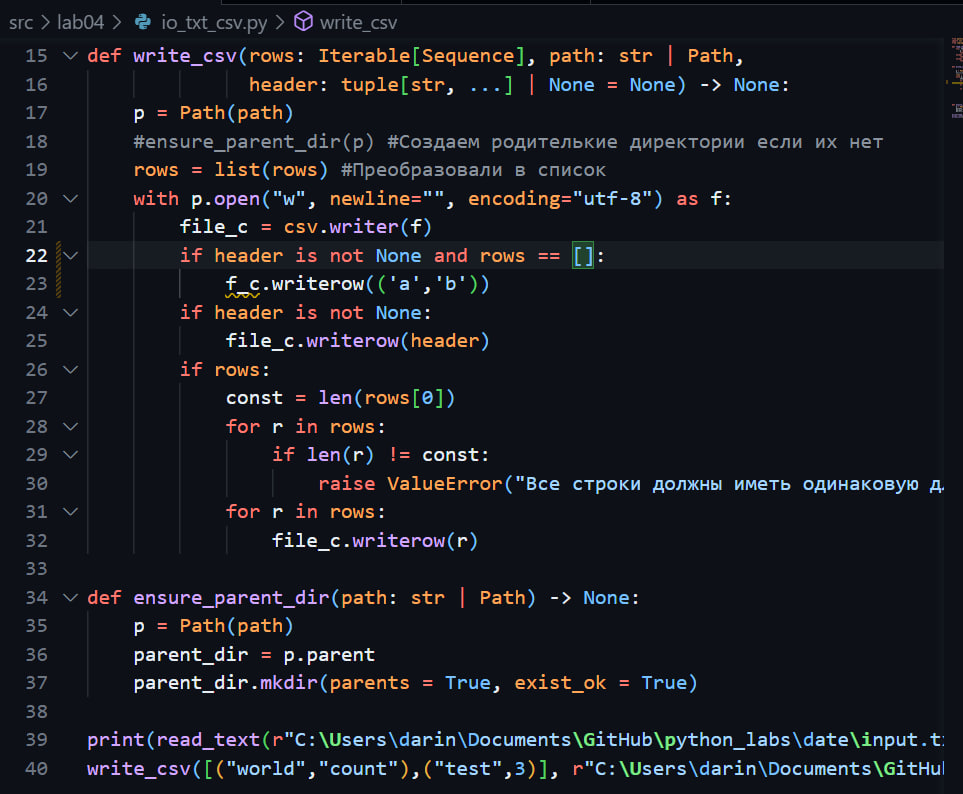 src > lab04 > io_txt_csv.py > write_csv
15 def write_csv(rows: Iterable[Sequence], path: str | Path,
16 header: tuple[str, ...] | None = None) -> None:
17 p = Path(path)
18 #ensure_parent_dir(p) #Создаем родителькие директории если их нет
19 rows = list(rows) #Преобразовали в список
20 with p.open("w", newline="", encoding="utf-8") as f:
21 file_c = csv.writer(f)
22 if header is not None and rows == []:
23 f_c.writerow(('a','b'))
24 if header is not None:
25 file_c.writerow(header)
26 if rows:
27 const = len(rows[0])
28 for r in rows:
29 if len(r) != const:
30 raise ValueError("Все строки должны иметь одинаковую
31 for r in rows:
32 file_c.writerow(r)
33
34 def ensure_parent_dir(path: str | Path) -> None:
35 p = Path(path)
36 parent_dir = p.parent
37 parent_dir.mkdir(parents = True, exist_ok = True)
38
39 print(read_text(r"C:\Users\darin\Documents\GitHub\python_labs\date\input.t
40 write_csv([("world","count"),("test",3)], r"C:\Users\darin\Documents\GitHu